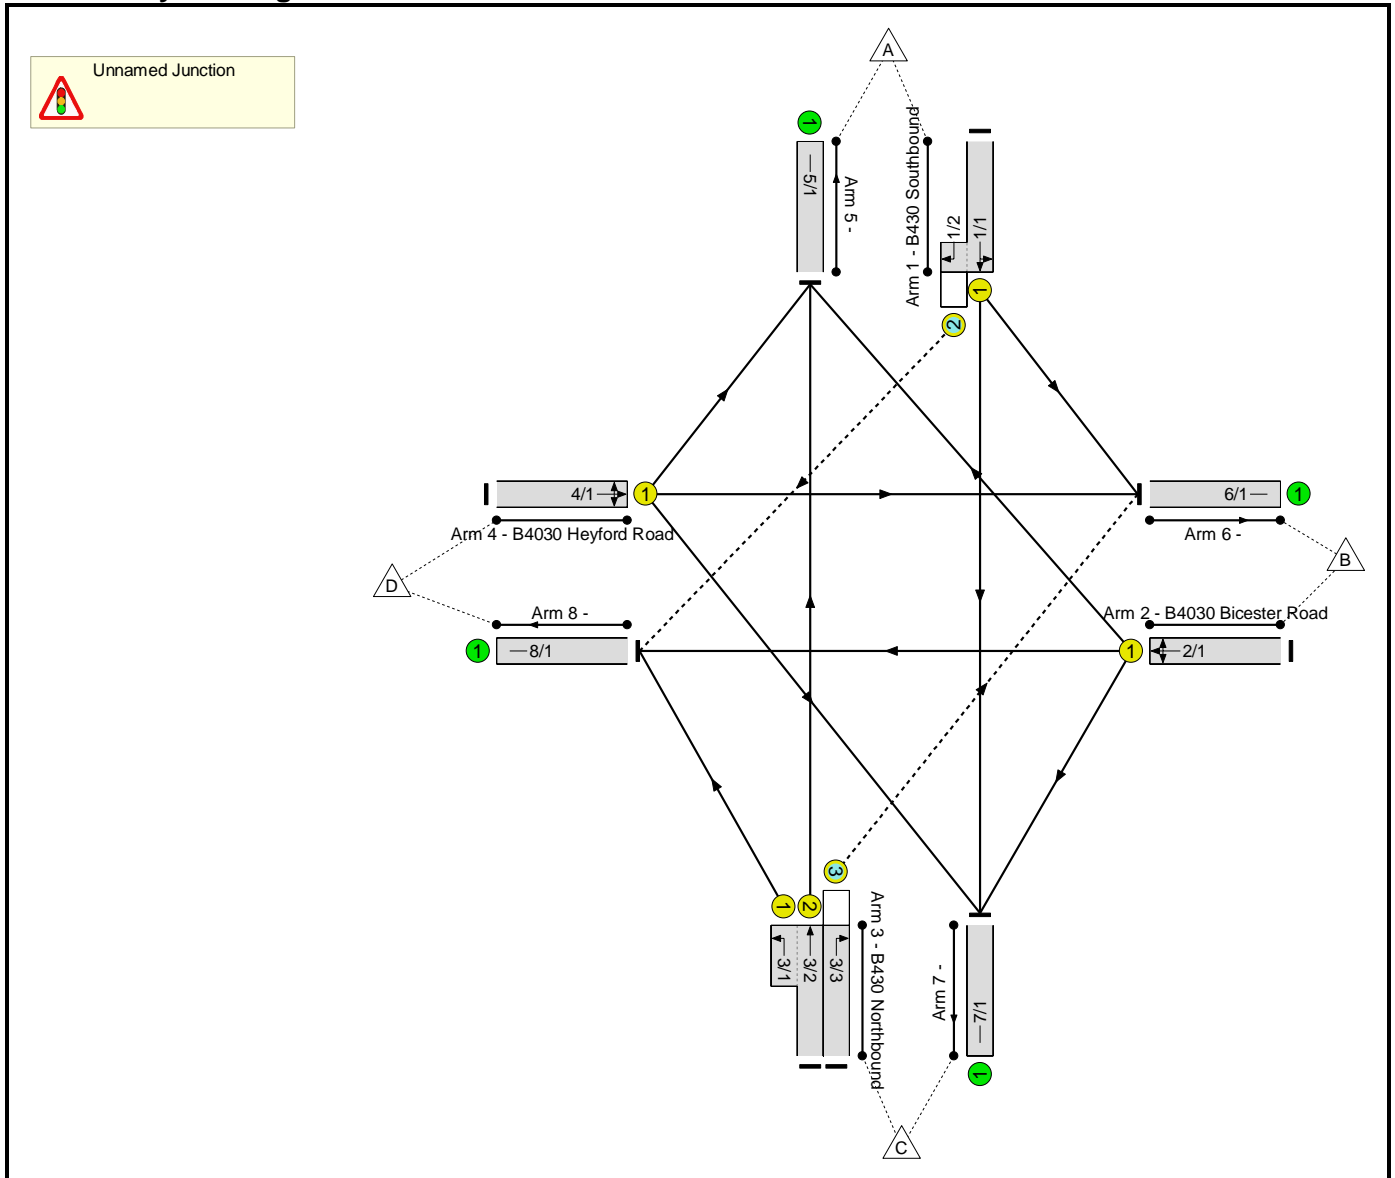 Unnamed Junction
A
1
5/1
Arm 5 -
Arm 1 - B430 Southbound
1/2
1/1
1
2
4/1
1
Arm 4 - B4030 Heyford Road
6/1
1
Arm 6 -
D
B
Arm 8 -
1
8/1
Arm 2 - B4030 Bicester Road
1
2/1
3
1
2
3/1
3/2
3/3
Arm 3 - B430 Northbound
Arm 7 -
7/1
1
C